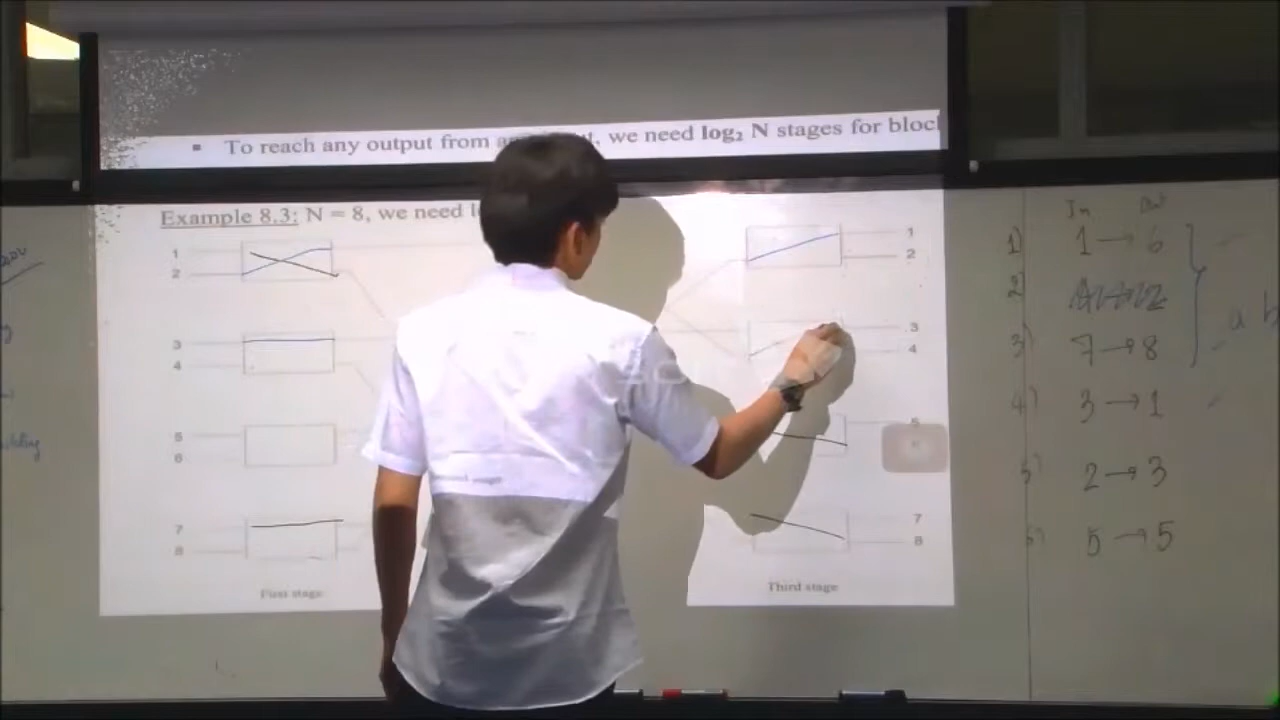 ▪ To reach any output from, we need log₂ N stages for
Example 8.3: N = 8, we need
1
2
3
4
5
6
7
8
First stage
1
2
3
4
5
7
8
Third stage
In Out
1) 1 → 6
2)
3) 7 → 8
4) 3 → 1
5) 2 → 3
6) 5 → 5
a